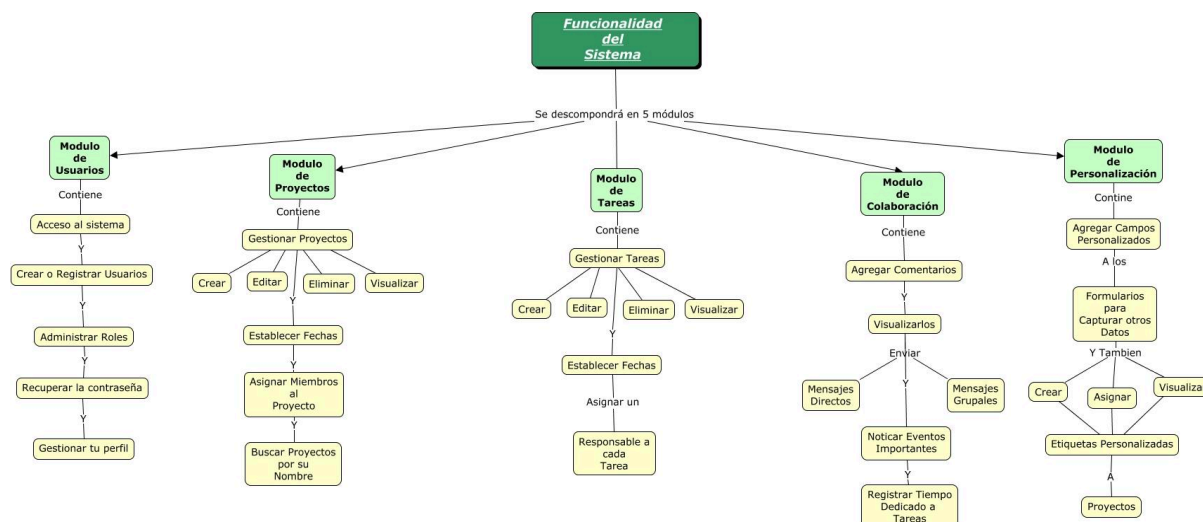 Funcionalidad
del
Sistema
Se descompondrá en 5 módulos
Modulo
de
Usuarios
Contiene
Acceso al sistema
Y
Crear o Registrar Usuarios
Y
Administrar Roles
Y
Recuperar la contraseña
Y
Gestionar tu perfil
Modulo
de
Proyectos
Contiene
Gestionar Proyectos
Crear
Editar
Eliminar
Visualizar
Y
Establecer Fechas
Y
Asignar Miembros
al
Proyecto
Y
Buscar Proyectos
por su
Nombre
Modulo
de
Tareas
Contiene
Gestionar Tareas
Crear
Editar
Eliminar
Visualizar
Y
Establecer Fechas
Asignar un
Responsable a
cada
Tarea
Modulo
de
Colaboración
Contiene
Agregar Comentarios
Y
Visualizarlos
Enviar
Mensajes
Directos
Y
Mensajes
Grupales
Noticar Eventos
Importantes
Y
Registrar Tiempo
Dedicado a
Tareas
Modulo
de
Personalización
Contine
Agregar Campos
Personalizados
A los
Formularios
para
Capturar otros
Datos
Y Tambien
Crear
Asignar
Visualizar
Etiquetas Personalizadas
A
Proyectos